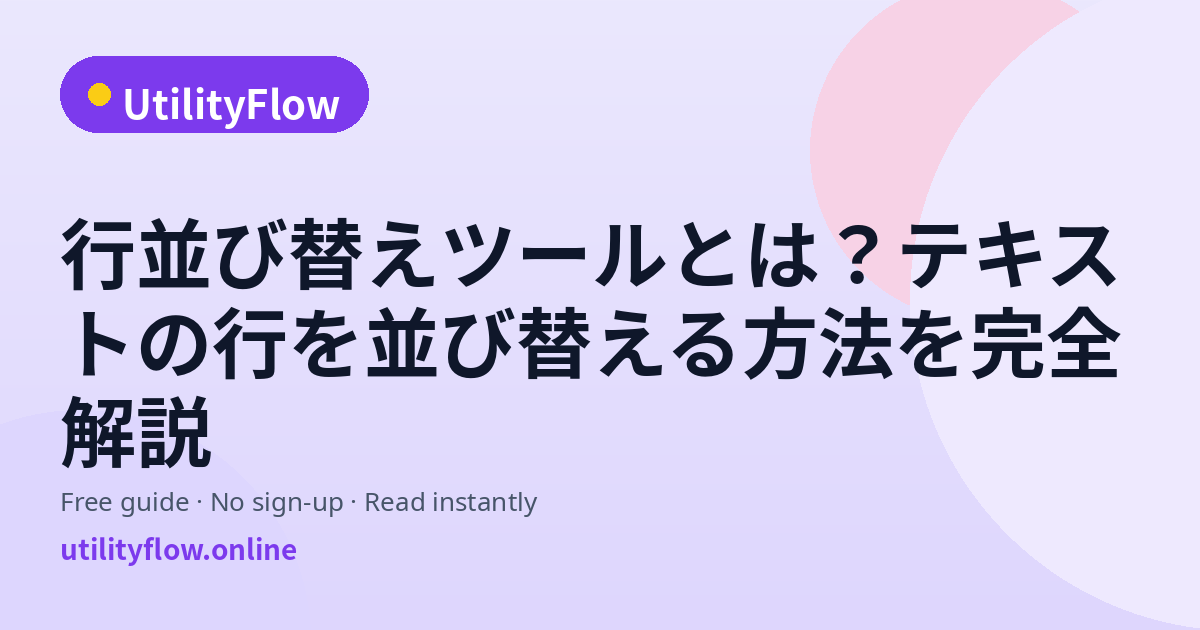 UtilityFlow
行並び替えツールとは？テキス
トの行を並び替える方法を完全
解説
Free guide · No sign-up · Read instantly
utilityflow.online